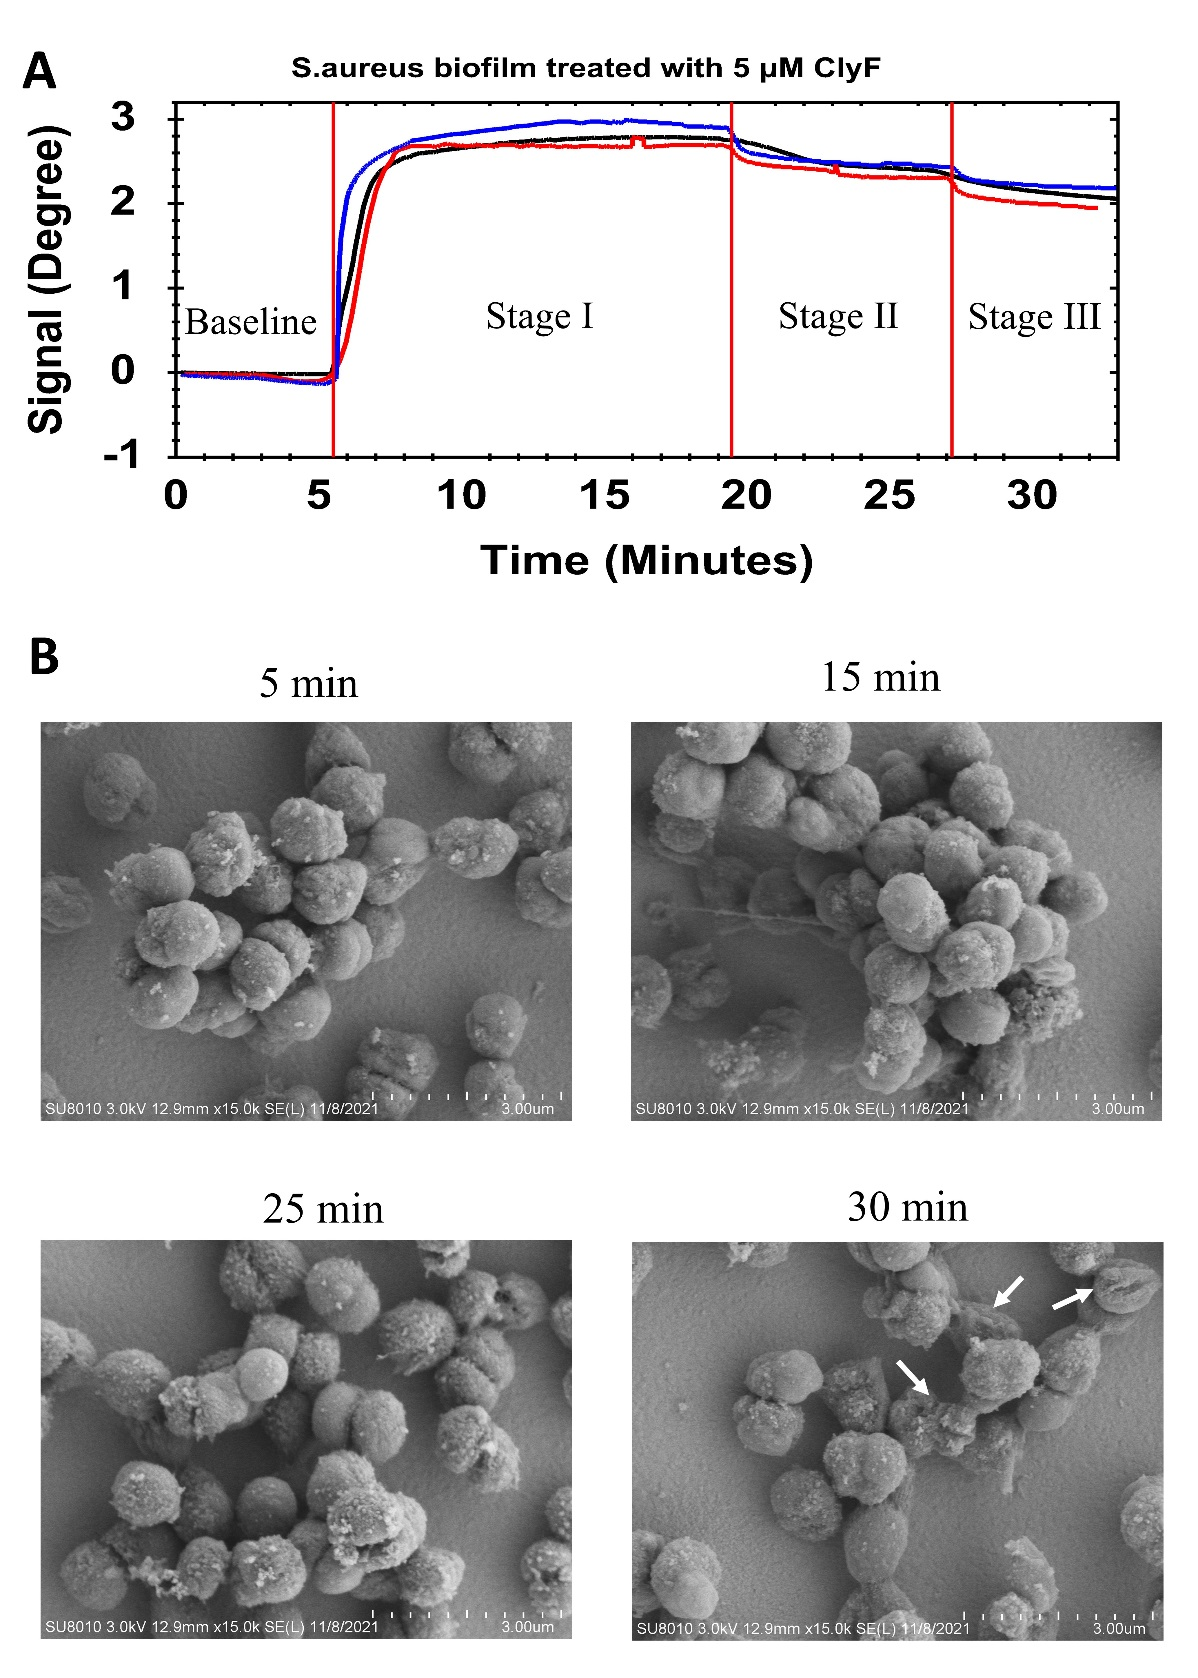 A
S.aureus biofilm treated with 5 µM ClyF
Signal (Degree)
3
2
1
0
-1
Baseline
Stage I
Stage II
Stage III
0 5 10 15 20 25 30
Time (Minutes)
B
5 min
15 min
SU8010 3.0kV 12.9mm x15.0k SE(L) 11/8/2021 3.00um
SU8010 3.0kV 12.9mm x15.0k SE(L) 11/8/2021 3.00um
25 min
30 min
SU8010 3.0kV 12.9mm x15.0k SE(L) 11/8/2021 3.00um
SU8010 3.0kV 12.9mm x15.0k SE(L) 11/8/2021 3.00um